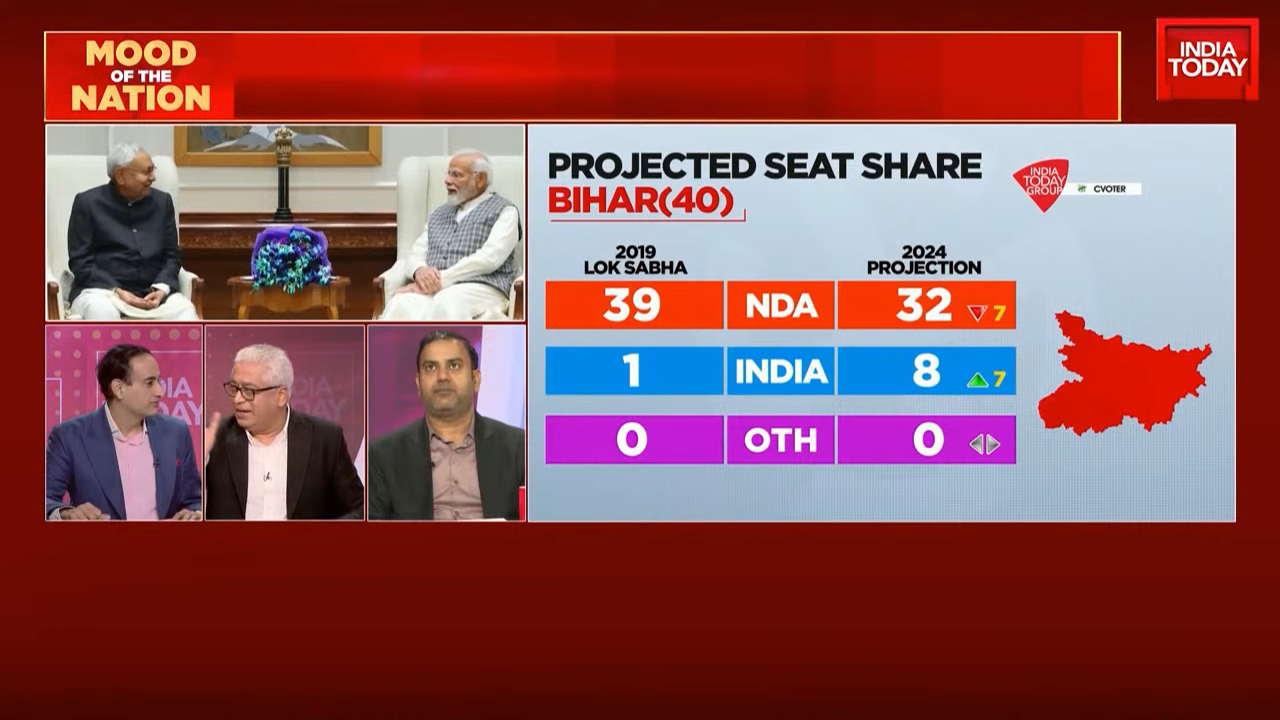 MOOD
OF THE
NATION
INDIA
TODAY
PROJECTED SEAT SHARE
BIHAR(40)
INDIA
TODAY
GROUP
CVOTER
2019
LOK SABHA
2024
PROJECTION
39 NDA 32 7
1 INDIA 8 7
0 OTH 0